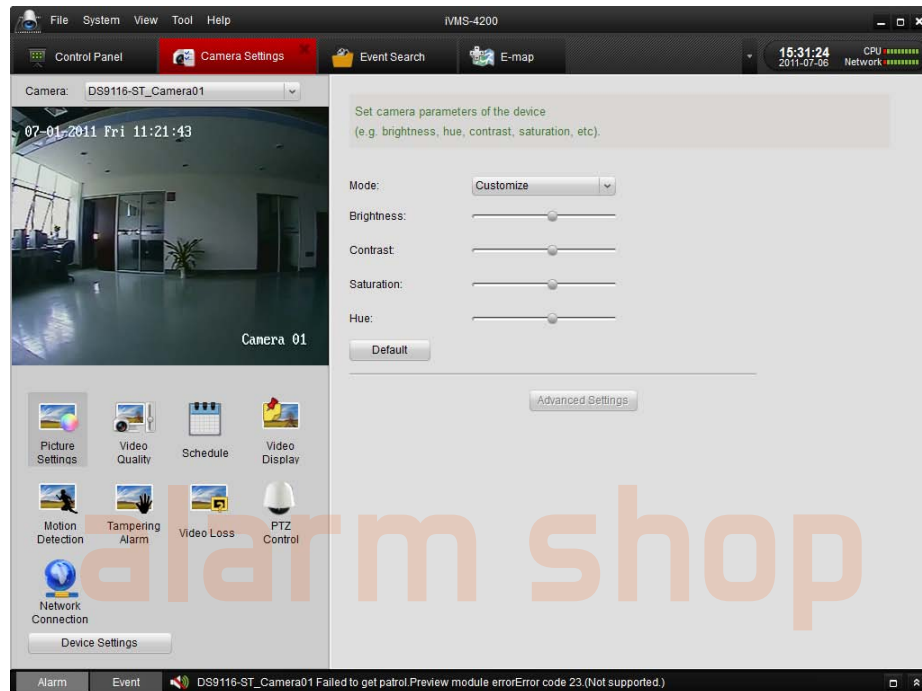 File System View Tool Help
iVMS-4200
Control Panel
Camera Settings
Event Search
E-map
15:31:24
2011-07-06
CPU
Network
Camera: DS9116-ST_Camera01
07-01-2011 Fri 11:21:43
Camera 01
Set camera parameters of the device
(e.g. brightness, hue, contrast, saturation, etc).
Mode: Customize
Brightness:
Contrast:
Saturation:
Hue:
Default
Advanced Settings
Picture
Settings
Video
Quality
Schedule
Video
Display
Motion
Detection
Tampering
Alarm
Video Loss
PTZ
Control
Network
Connection
Device Settings
alarm shop
Alarm
Event
DS9116-ST_Camera01 Failed to get patrol.Preview module errorError code 23.(Not supported.)